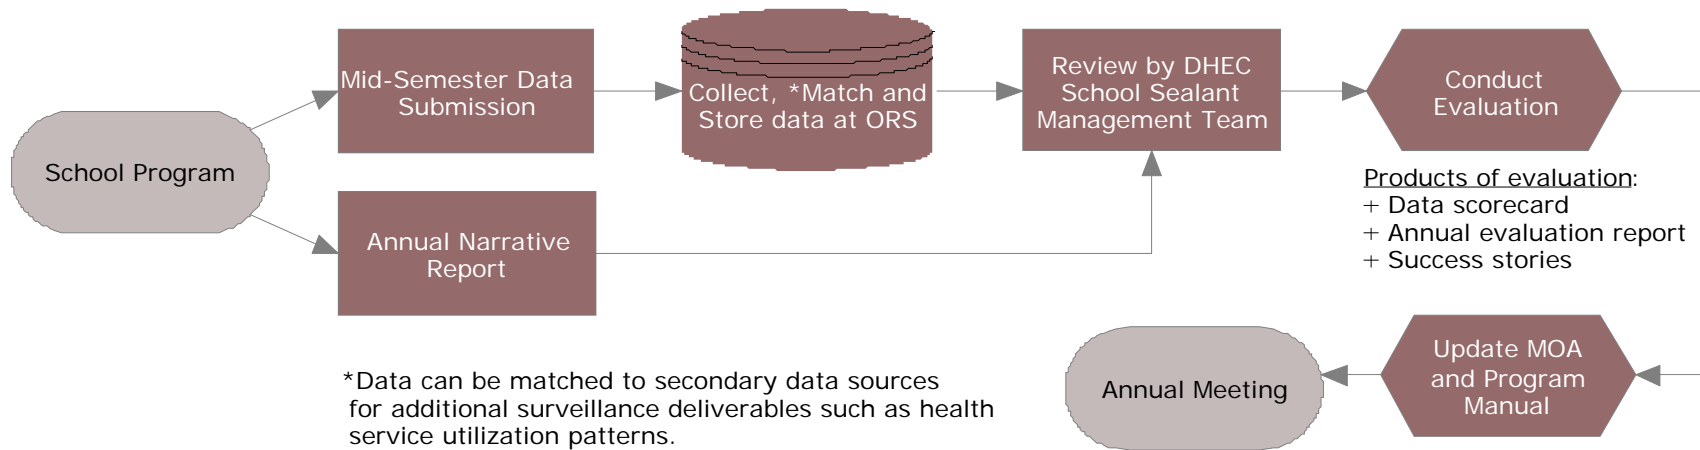 School Program
Mid-Semester Data
Submission
Annual Narrative
Report
Collect, *Match and
Store data at ORS
Review by DHEC
School Sealant
Management Team
Conduct
Evaluation
Products of evaluation:
+ Data scorecard
+ Annual evaluation report
+ Success stories
Update MOA
and Program
Manual
Annual Meeting
*Data can be matched to secondary data sources
for additional surveillance deliverables such as health
service utilization patterns.